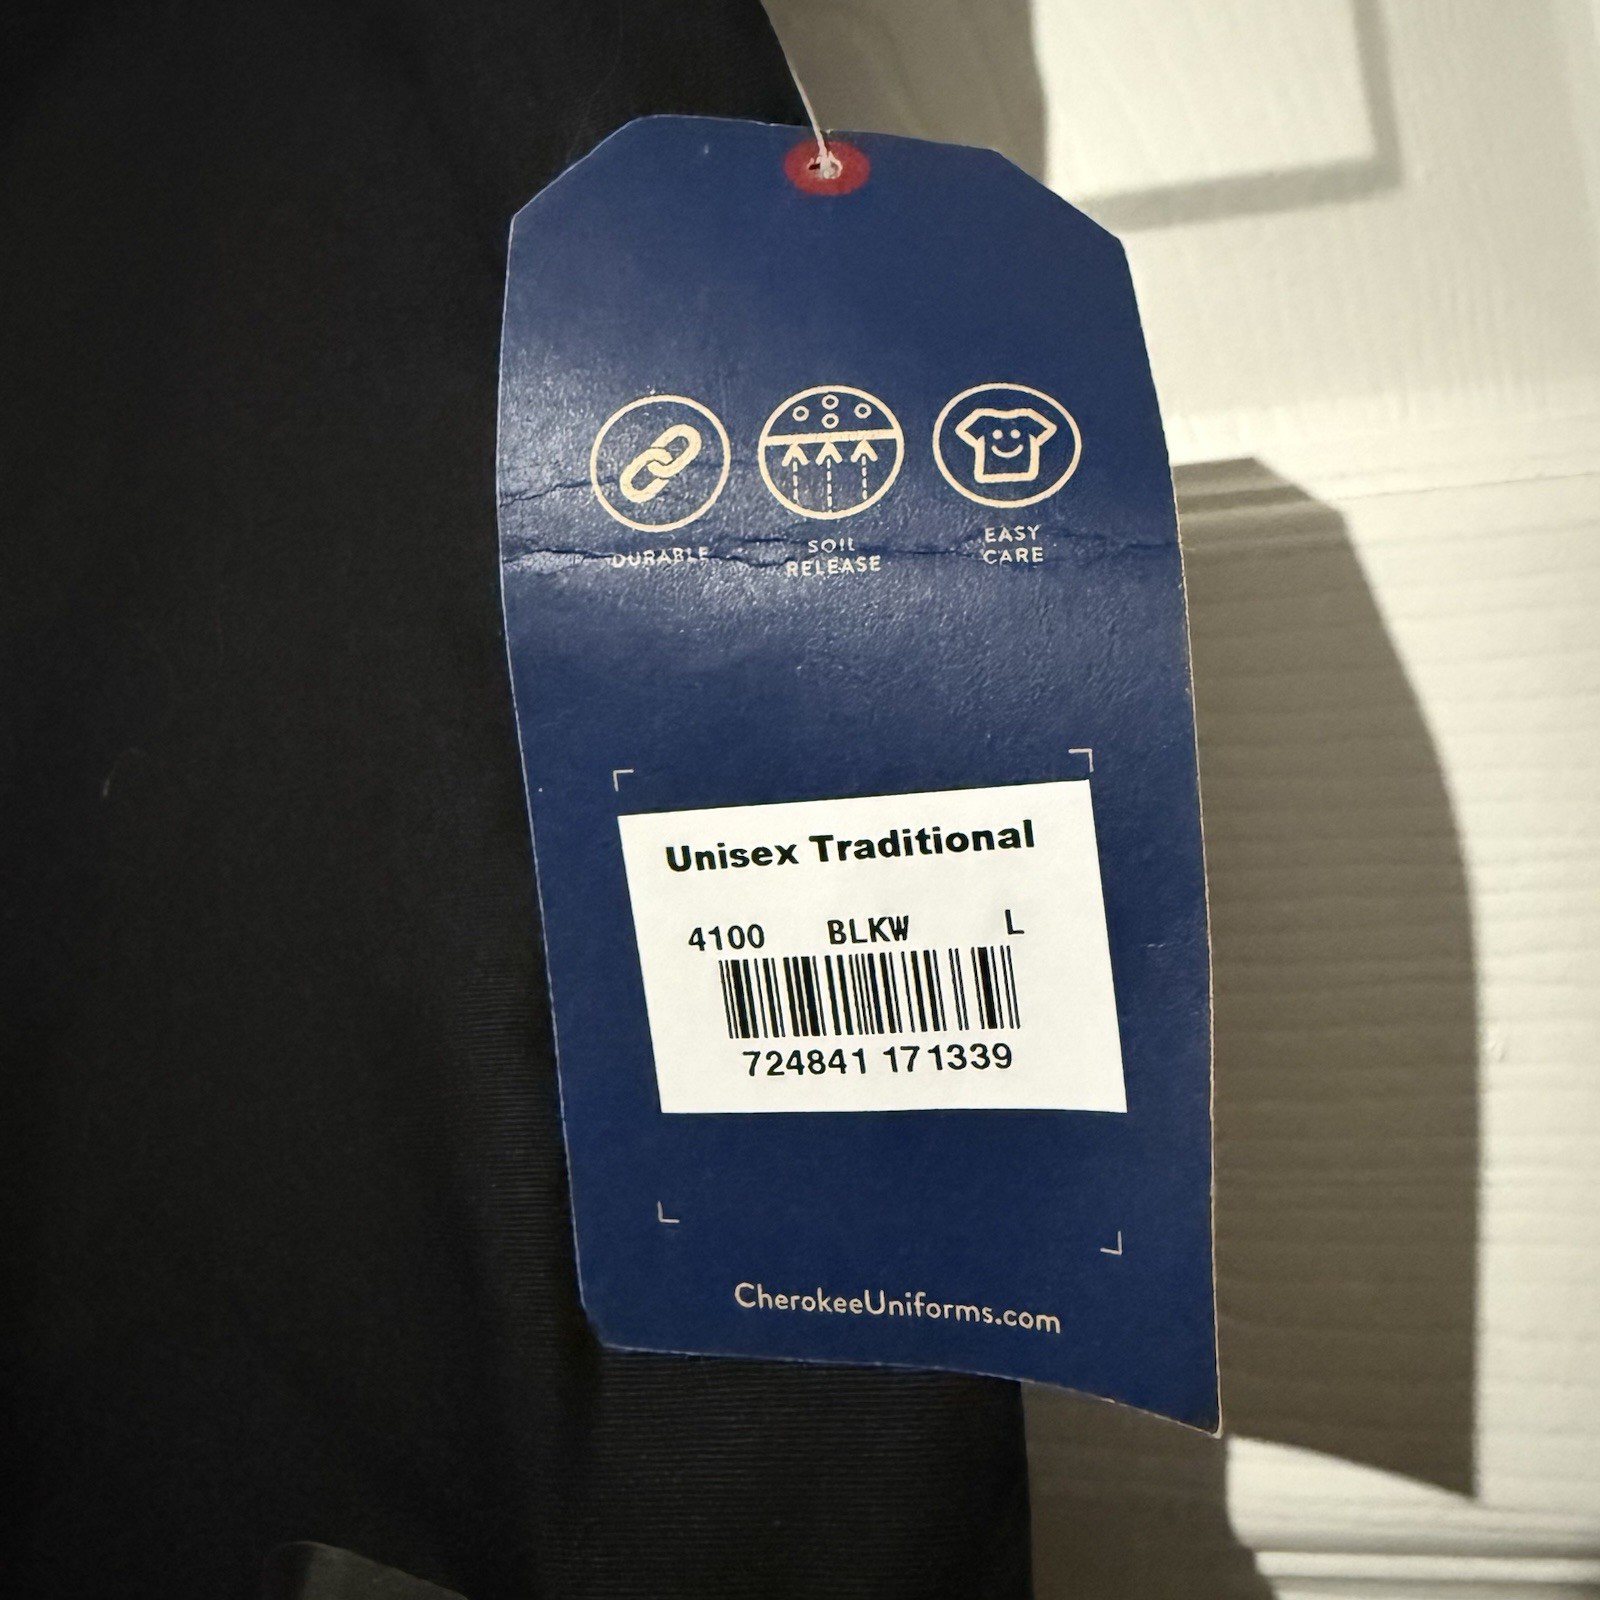 DURABLE
SOIL
RELEASE
EASY
CARE
Unisex Traditional
4100 BLKW L
724841 171339
CherokeeUniforms.com